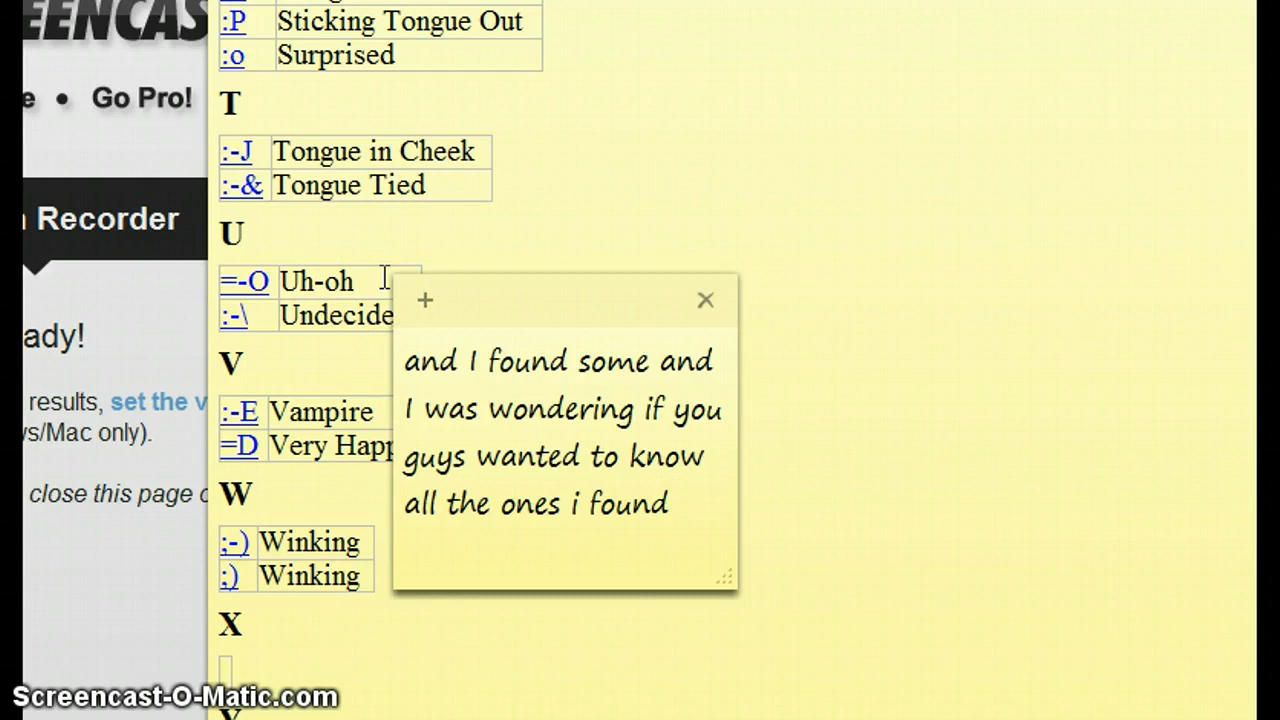 EENCAS
e • Go Pro!
Recorder
ady!
results, set the v
s/Mac only).
close this page
:P Sticking Tongue Out
:o Surprised
T
:-J Tongue in Cheek
:-& Tongue Tied
U
=-O Uh-oh
:-\ Undecide
V
:-E Vampire
=D Very Happ
W
;-) Winking
;) Winking
X
+ ×
and I found some and
I was wondering if you
guys wanted to know
all the ones i found
Screencast-O-Matic.com